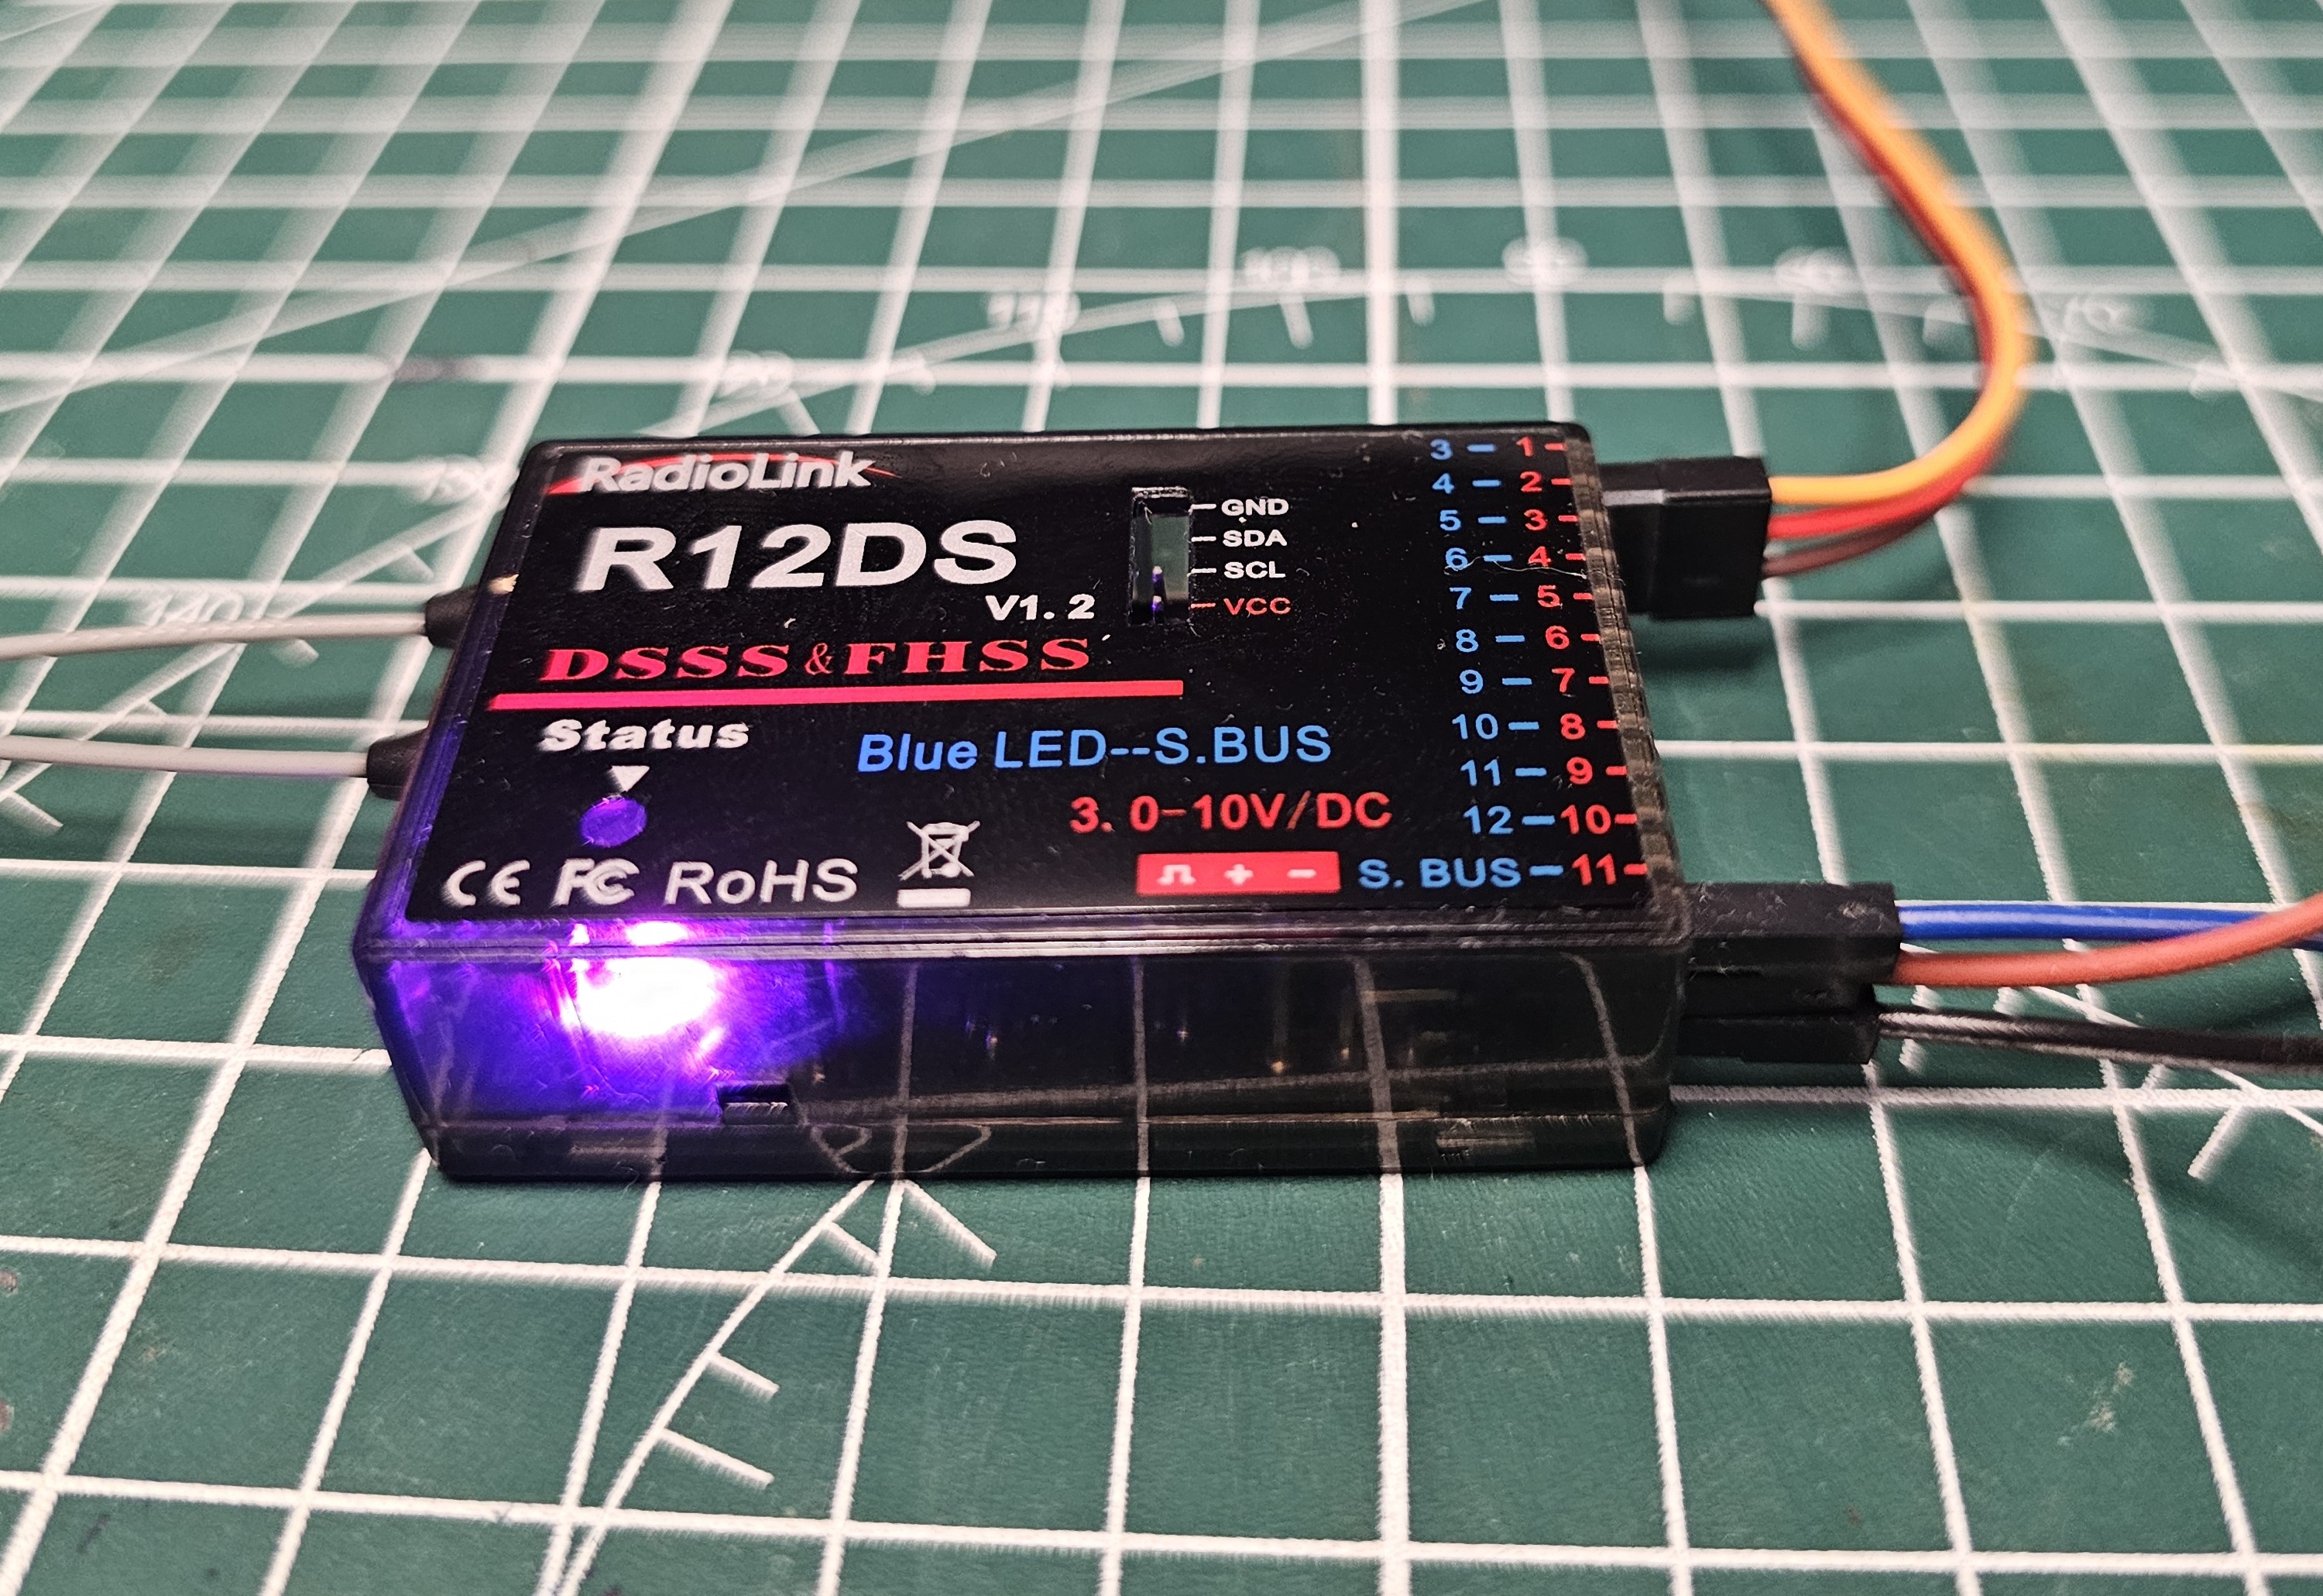 RadioLink
R12DS
V1. 2
DSSS&FHSS
Status
Blue LED--S.BUS
3. 0-10V/DC
CE FC RoHS
+ -
GND
SDA
SCL
VCC
3 - 1 -
4 - 2 -
5 - 3 -
6 - 4 -
7 - 5 -
8 - 6 -
9 - 7 -
10 - 8 -
11 - 9 -
12 - 10 -
S. BUS - 11 -
110
140